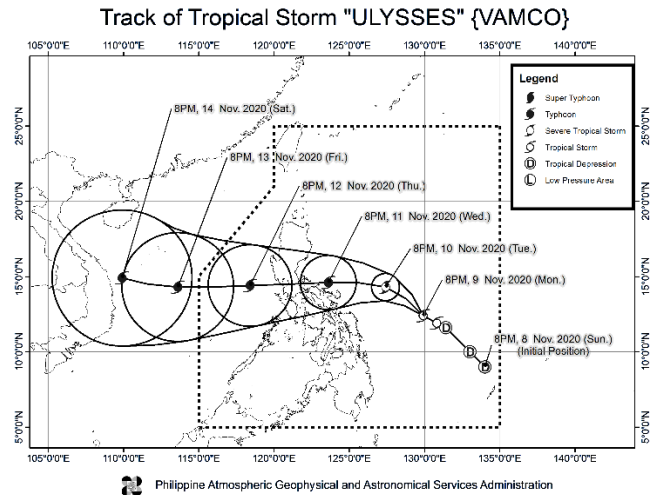 Track of Tropical Storm "ULYSSES" {VAMCO}
105°0'0"E 110°0'0"E 115°0'0"E 120°0'0"E 125°0'0"E 130°0'0"E 135°0'0"E 140°0'0"E
Legend
Super Typhoon
Typhoon
Severe Tropical Storm
Tropical Storm
D Tropical Depression
L Low Pressure Area
8PM, 14 Nov. 2020 (Sat.)
25°0'0"N
8PM, 13 Nov. 2020 (Fri.)
8PM, 12 Nov. 2020 (Thu.)
20°0'0"N
8PM, 11 Nov. 2020 (Wed.)
8PM, 10 Nov. 2020 (Tue.)
15°0'0"N
8PM, 9 Nov. 2020 (Mon.)
D
8PM, 8 Nov. 2020 (Sun.)
(Initial Position)
10°0'0"N
D
5°0'0"N
105°0'0"E 110°0'0"E 115°0'0"E 120°0'0"E 125°0'0"E 130°0'0"E 135°0'0"E 140°0'0"E
Philippine Atmospheric Geophysical and Astronomical Services Administration